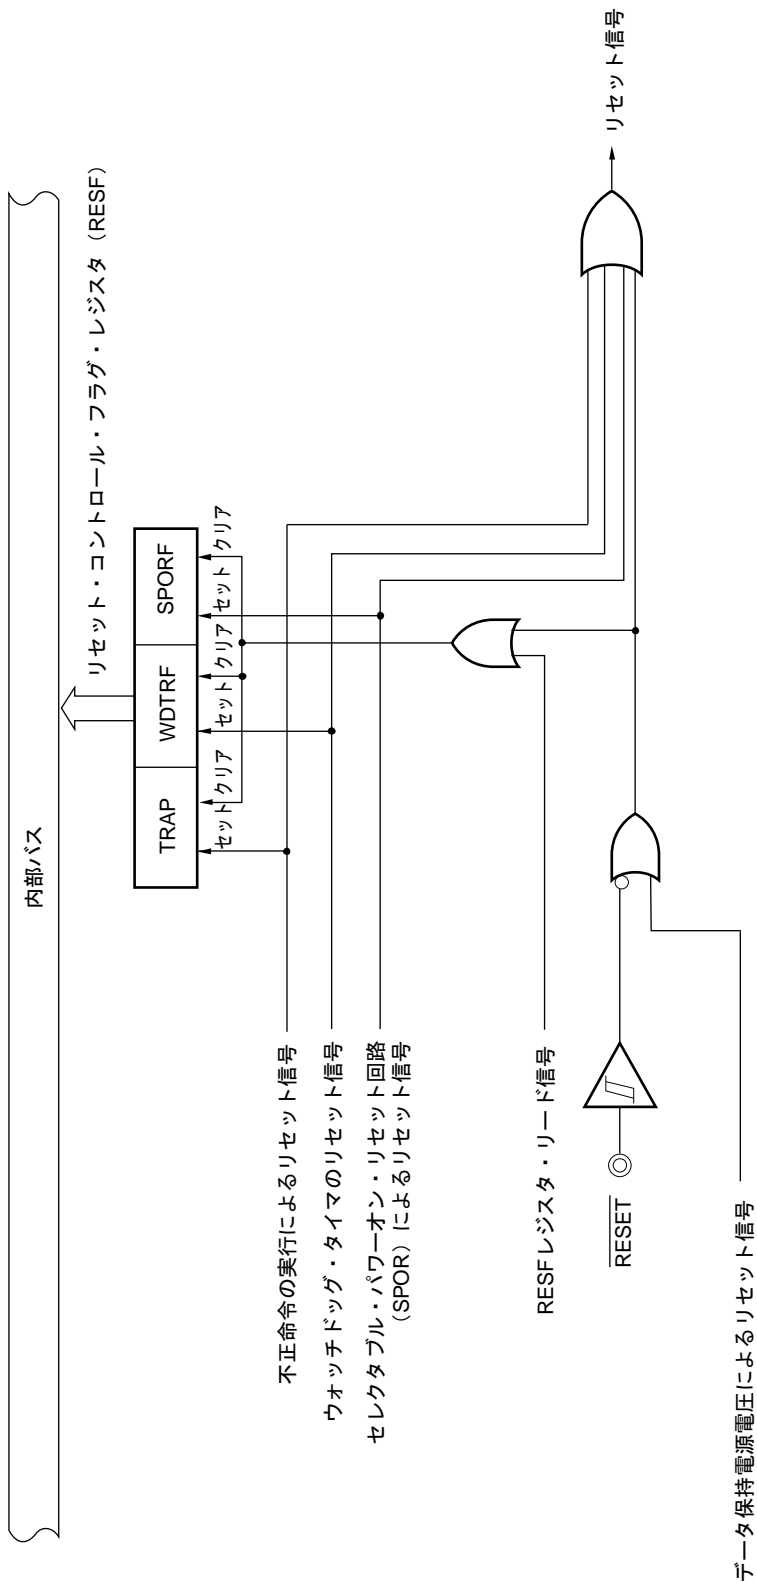 内部バス
リセット・コントロール・フラグ・レジスタ（RESF）
TRAP
WDTRF
SPORF
セット
クリア
セット
クリア
セット
クリア
不正命令の実行によるリセット信号
ウォッチドッグ・タイマのリセット信号
セレクタブル・パワーオン・リセット回路
（SPOR）によるリセット信号
RESFレジスタ・リード信号
RESET
データ保持電源電圧によるリセット信号
リセット信号